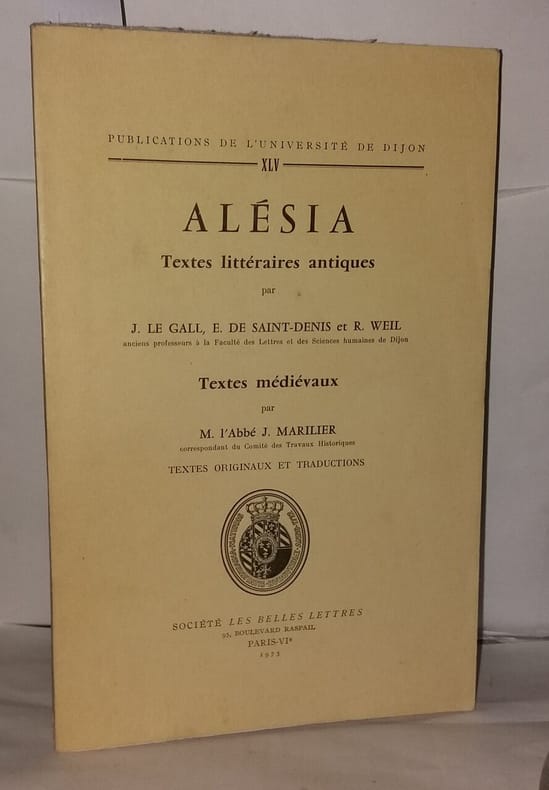 PUBLICATIONS DE L'UNIVERSITÉ DE DIJON
XLV
ALÉSIA
Textes littéraires antiques
par
J. LE GALL, E. DE SAINT-DENIS et R. WEIL
anciens professeurs à la Faculté des Lettres et des Sciences humaines de Dijon
Textes médiévaux
par
M. l'Abbé J. MARILIER
correspondant du Comité des Travaux Historiques
TEXTES ORIGINAUX ET TRADUCTIONS
SOCIÉTÉ LES BELLES LETTRES
95, BOULEVARD RASPAIL
PARIS-VIe
1973